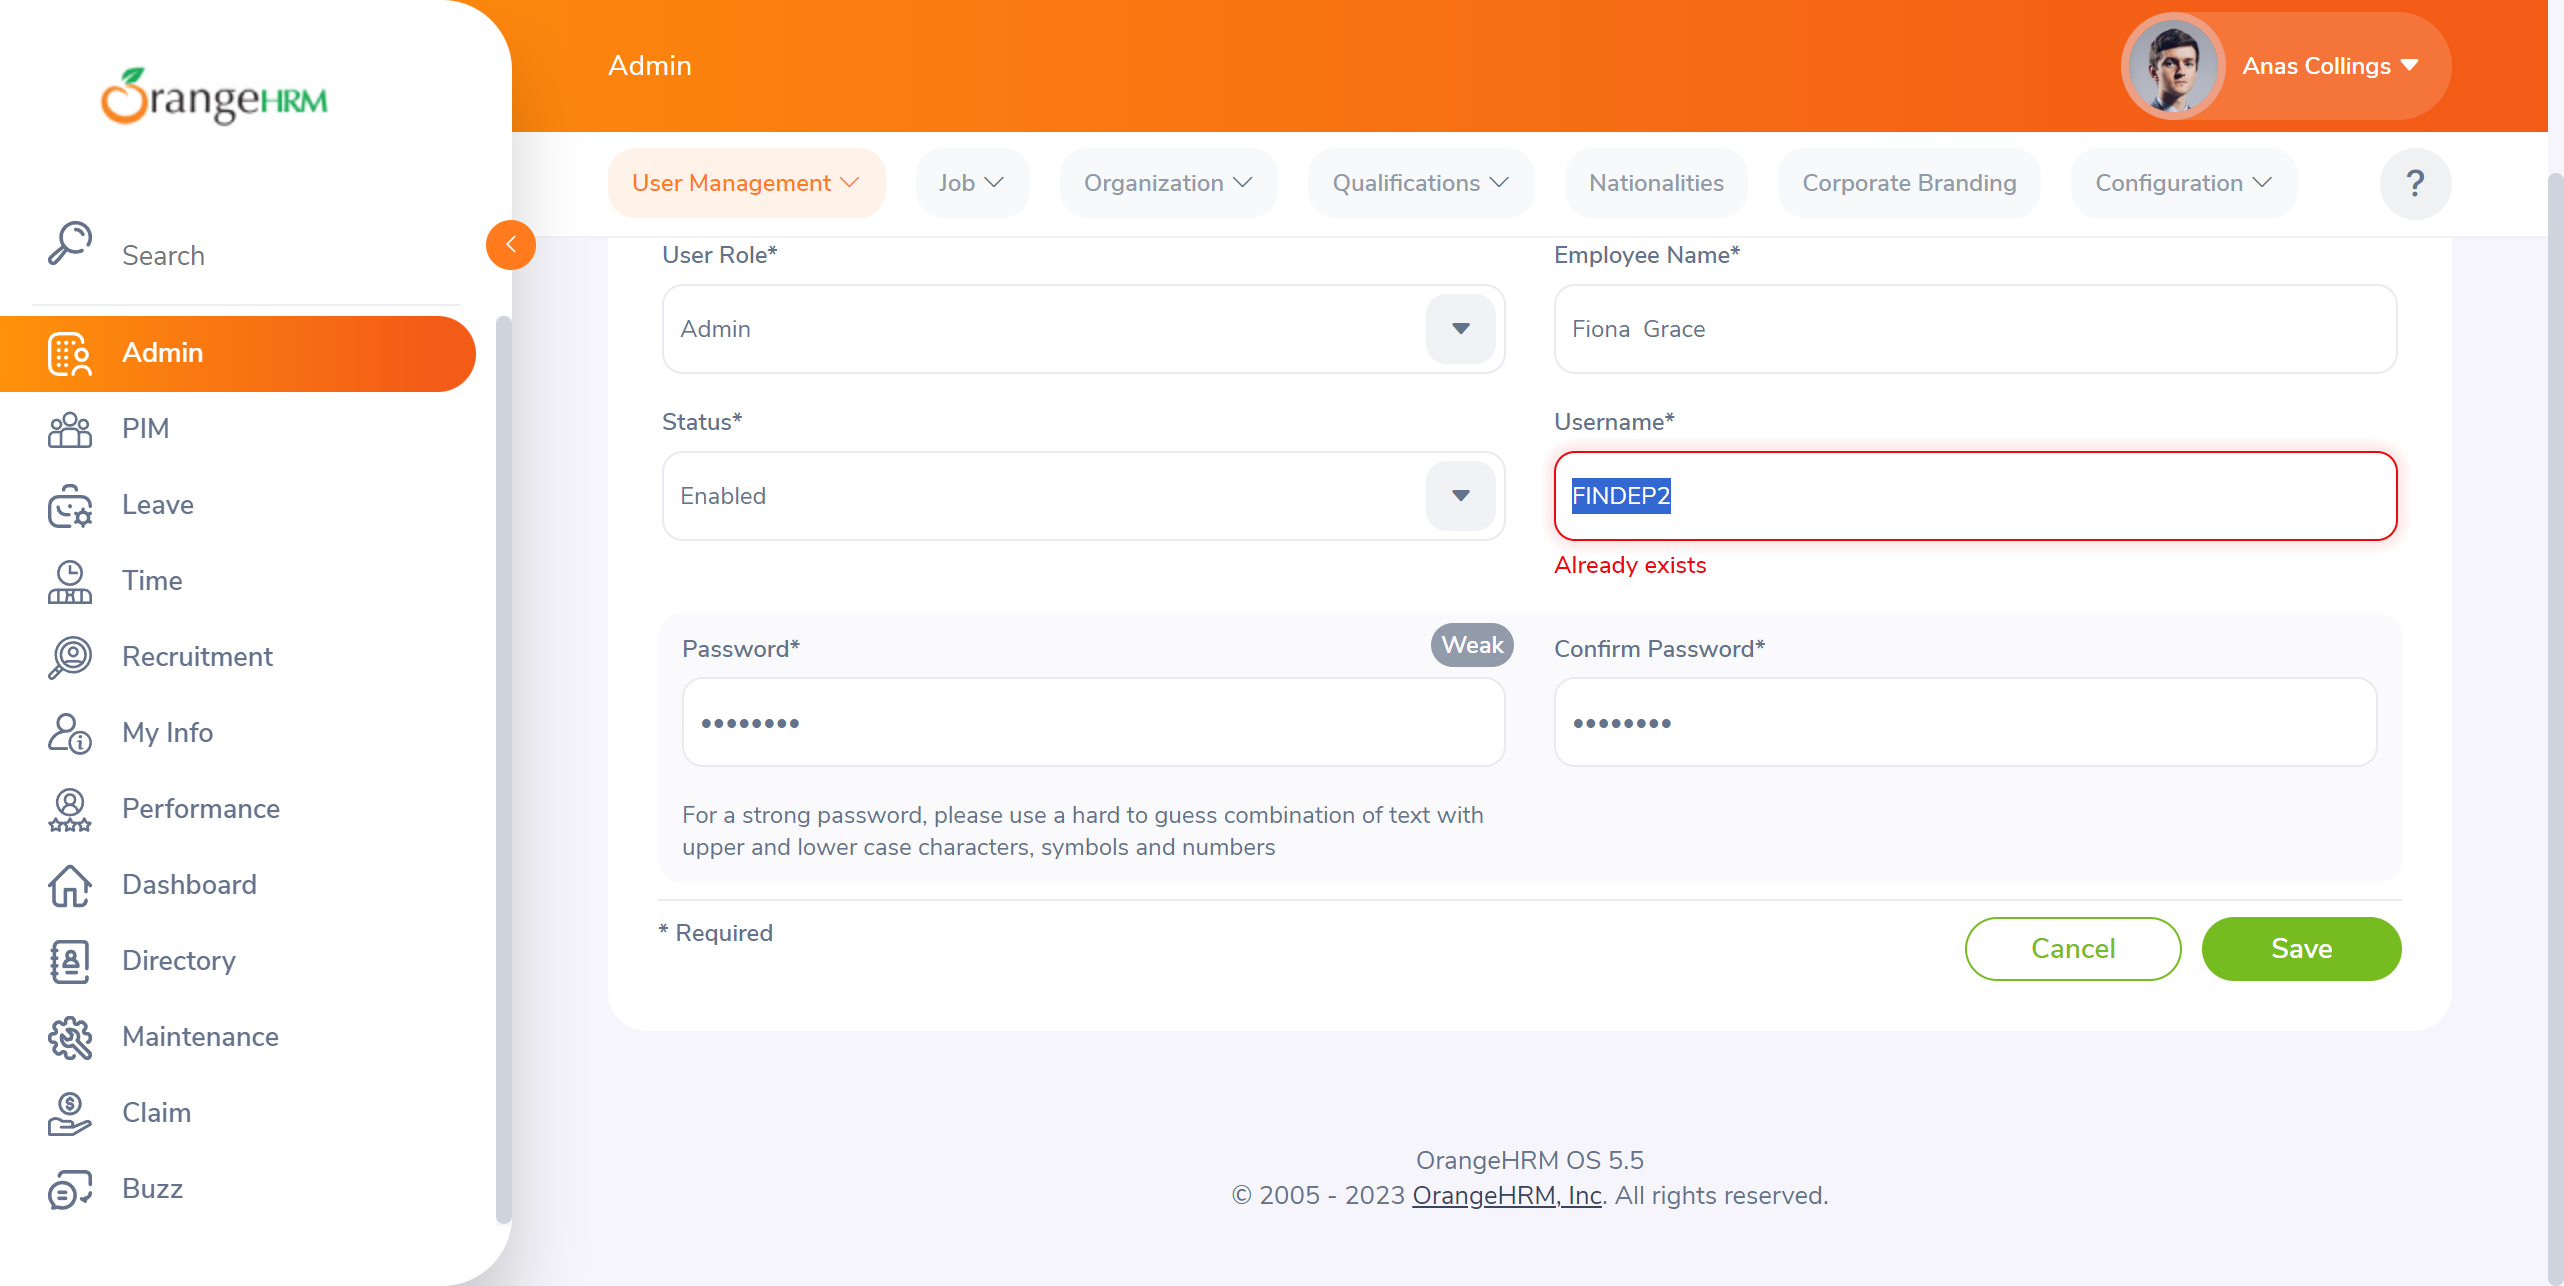 OrangeHRM
Search
Admin
PIM
Leave
Time
Recruitment
My Info
Performance
Dashboard
Directory
Maintenance
Claim
Buzz
Admin
Anas Collings
User Management
Job
Organization
Qualifications
Nationalities
Corporate Branding
Configuration
?
User Role*
Admin
Employee Name*
Fiona  Grace
Status*
Enabled
Username*
FINDEP2
Already exists
Password*
Weak
••••••••
Confirm Password*
••••••••
For a strong password, please use a hard to guess combination of text with
upper and lower case characters, symbols and numbers
* Required
Cancel
Save
OrangeHRM OS 5.5
© 2005 - 2023 OrangeHRM, Inc. All rights reserved.